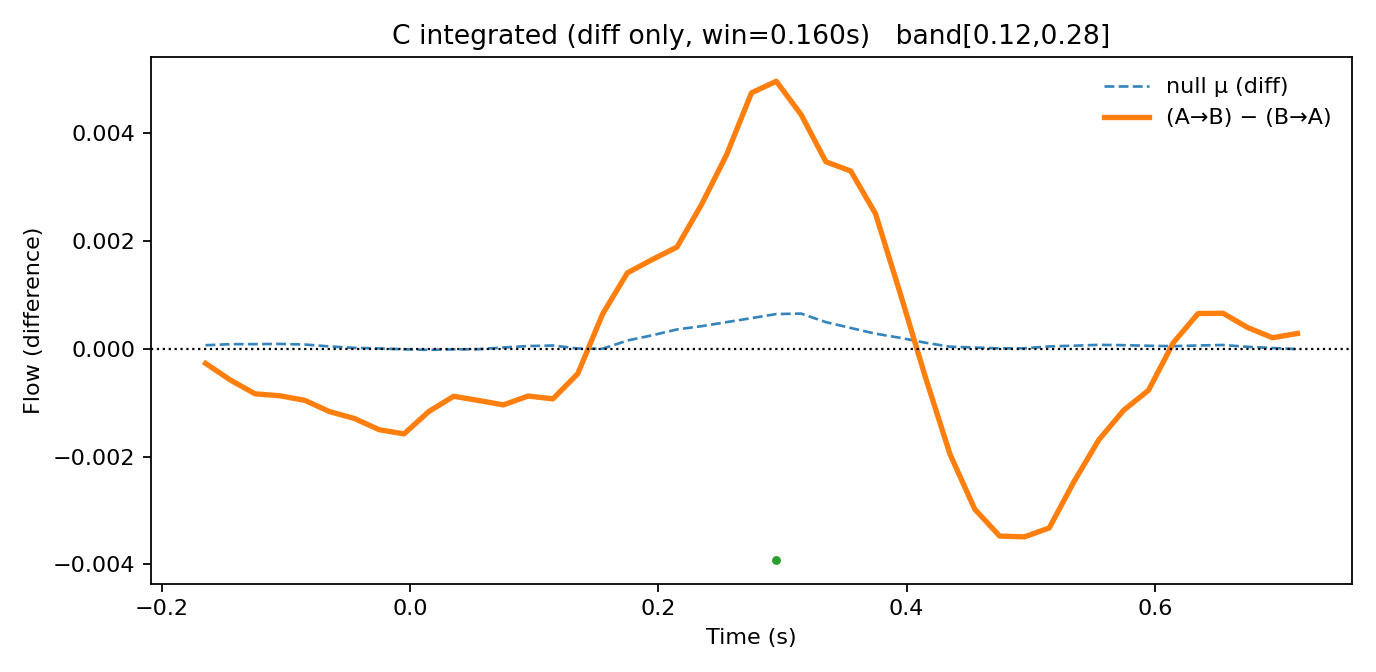 C integrated (diff only, win=0.160s)   band[0.12,0.28]
null μ (diff)
(A→B) − (B→A)
Flow (difference)
0.004
0.002
0.000
−0.002
−0.004
−0.2
0.0
0.2
0.4
0.6
Time (s)